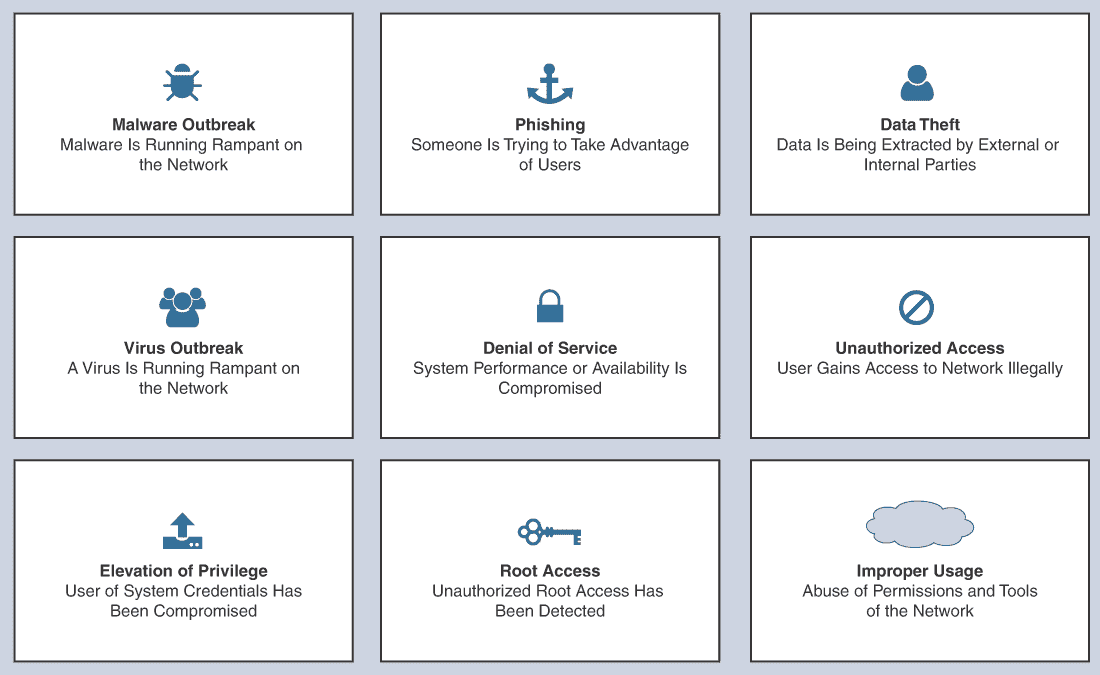 Malware Outbreak
Malware Is Running Rampant on
the Network
Phishing
Someone Is Trying to Take Advantage
of Users
Data Theft
Data Is Being Extracted by External or
Internal Parties
Virus Outbreak
A Virus Is Running Rampant on
the Network
Denial of Service
System Performance or Availability Is
Compromised
Unauthorized Access
User Gains Access to Network Illegally
Elevation of Privilege
User of System Credentials Has
Been Compromised
Root Access
Unauthorized Root Access Has
Been Detected
Improper Usage
Abuse of Permissions and Tools
of the Network